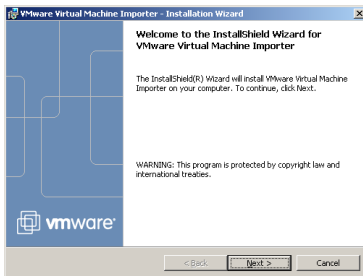 VMware Virtual Machine Importer - Installation Wizard
Welcome to the InstallShield Wizard for
VMware Virtual Machine Importer
The InstallShield(R) Wizard will install VMware Virtual Machine
Importer on your computer. To continue, click Next.
WARNING: This program is protected by copyright law and
international treaties.
vmware®
< Back
Next >
Cancel